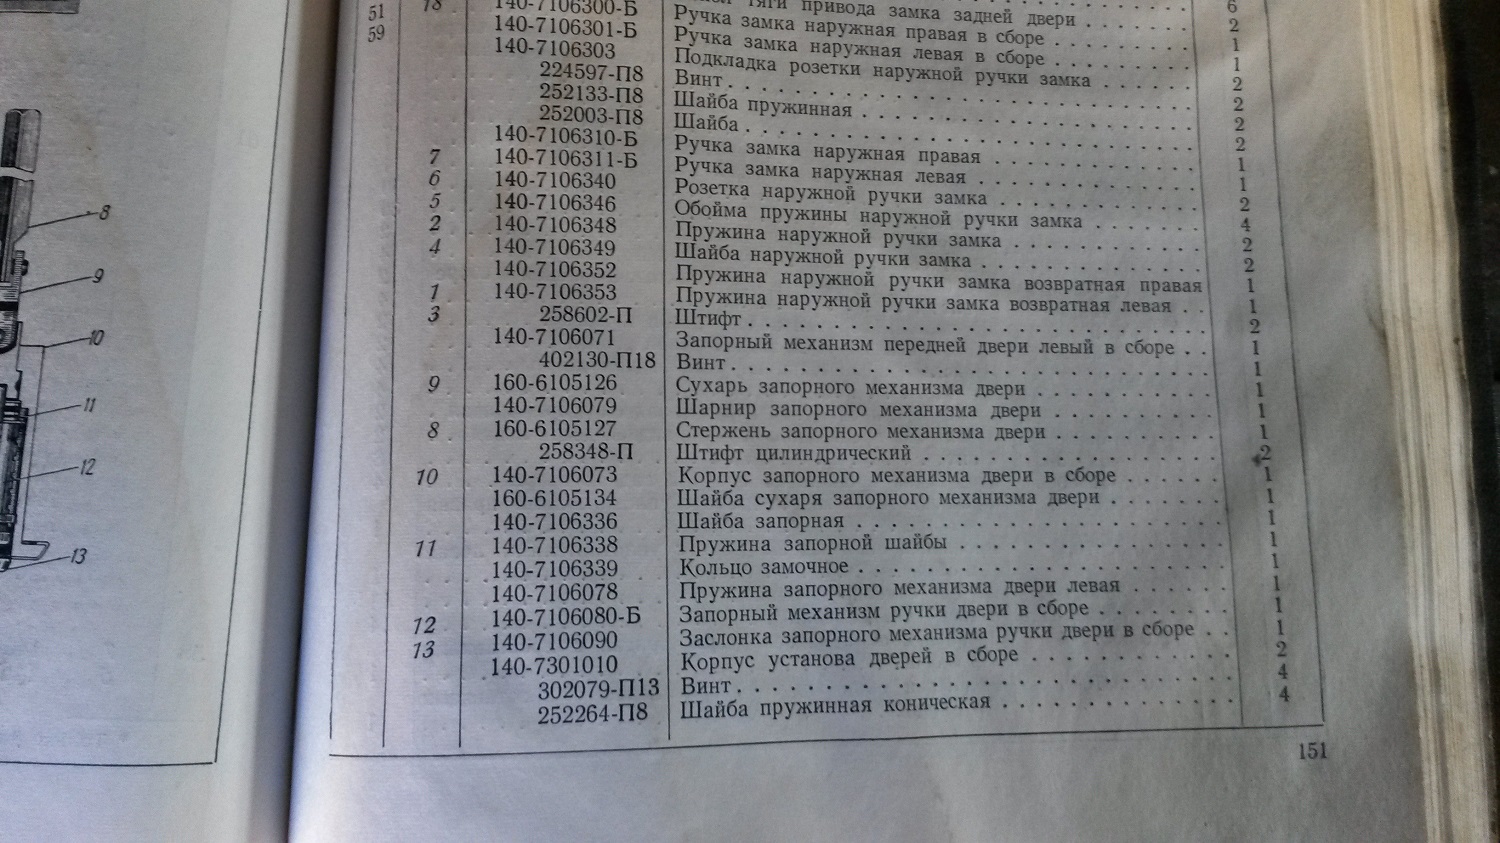 18
6
51
140-7106300-Б тяги привода замка задней двери 2
59
140-7106301-Б Ручка замка наружная правая в сборе 1
140-7106303 Ручка замка наружная левая в сборе 1
224597-П8 Подкладка розетки наружной ручки замка 2
252133-П8 Винт 2
252003-П8 Шайба пружинная 2
140-7106310-Б Шайба 2
7 140-7106311-Б Ручка замка наружная правая 1
6 140-7106340 Ручка замка наружная левая 1
5 140-7106346 Розетка наружной ручки замка 2
2 140-7106348 Обойма пружины наружной ручки замка 4
4 140-7106349 Пружина наружной ручки замка 2
140-7106352 Шайба наружной ручки замка 2
1 140-7106353 Пружина наружной ручки замка возвратная правая 1
3 258602-П Пружина наружной ручки замка возвратная левая 1
140-7106071 Штифт 2
402130-П18 Запорный механизм передней двери левый в сборе 1
Винт 1
9 160-6105126 Сухарь запорного механизма двери 1
140-7106079 Шарнир запорного механизма двери 1
8 160-6105127 Стержень запорного механизма двери 1
258348-П Штифт цилиндрический 2
10 140-7106073 Корпус запорного механизма двери в сборе 1
160-6105134 Шайба сухаря запорного механизма двери 1
140-7106336 Шайба запорная 1
11 140-7106338 Пружина запорной шайбы 1
140-7106339 Кольцо замочное 1
140-7106078 Пружина запорного механизма двери левая 1
12 140-7106080-Б Запорный механизм ручки двери в сборе 1
13 140-7106090 Заслонка запорного механизма ручки двери в сборе 1
140-7301010 Корпус установа дверей в сборе 2
302079-П13 Винт 4
252264-П8 Шайба пружинная коническая 4
151
8
9
10
11
12
13